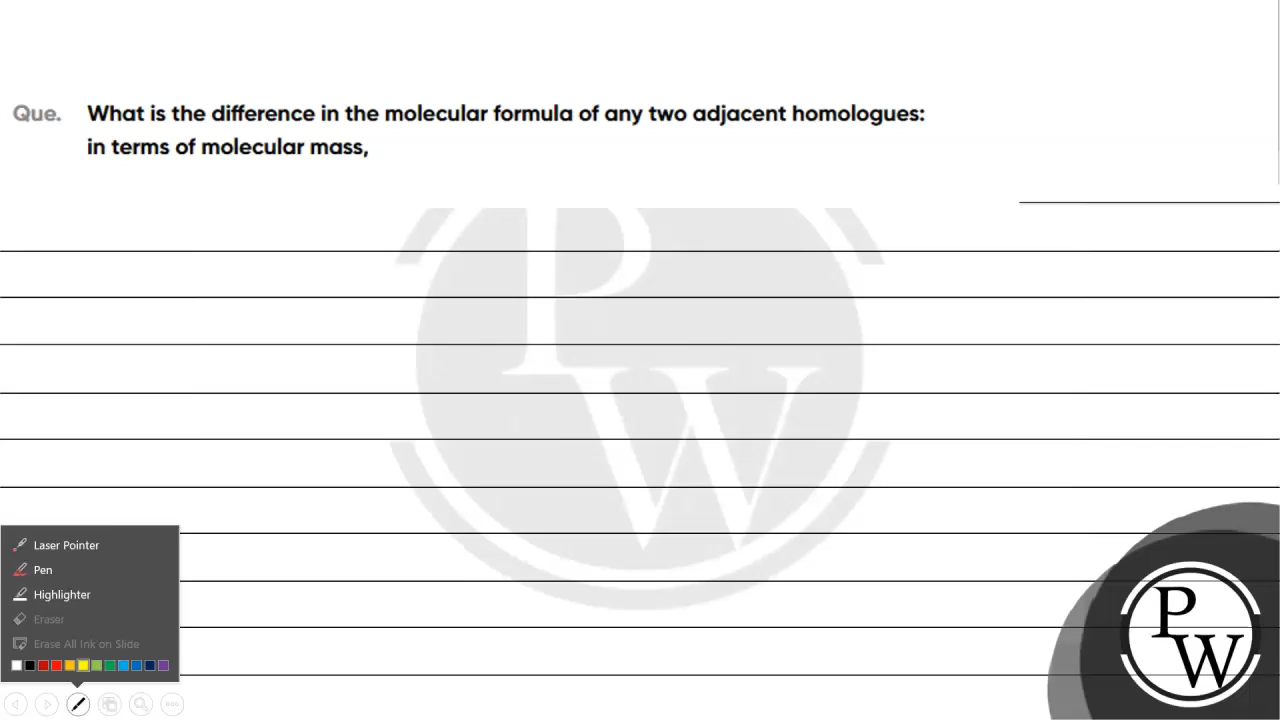 Que. What is the difference in the molecular formula of any two adjacent homologues:
in terms of molecular mass,
P
W
Laser Pointer
Pen
Highlighter
Eraser
Erase All Ink on Slide
P
W